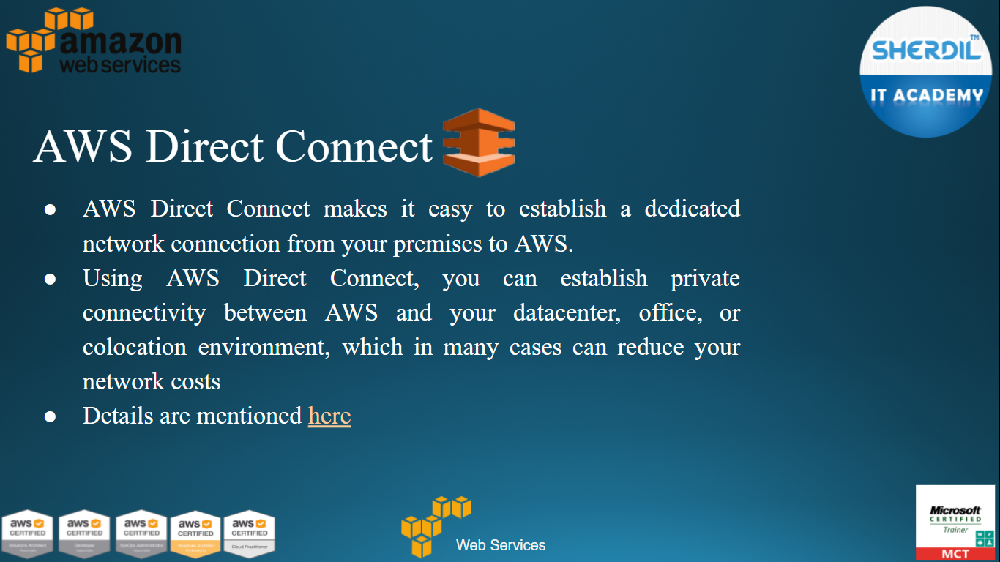 amazon
web services
SHERDIL™
IT ACADEMY
AWS Direct Connect
● AWS Direct Connect makes it easy to establish a dedicated
network connection from your premises to AWS.
● Using AWS Direct Connect, you can establish private
connectivity between AWS and your datacenter, office, or
colocation environment, which in many cases can reduce your
network costs
● Details are mentioned here
aws
CERTIFIED
Solutions Architect
Associate
aws
CERTIFIED
Developer
Associate
aws
CERTIFIED
SysOps Administrator
Associate
aws
CERTIFIED
Solutions Architect
Professional
aws
CERTIFIED
Cloud Practitioner
Web Services
Microsoft
CERTIFIED
Trainer
MCT